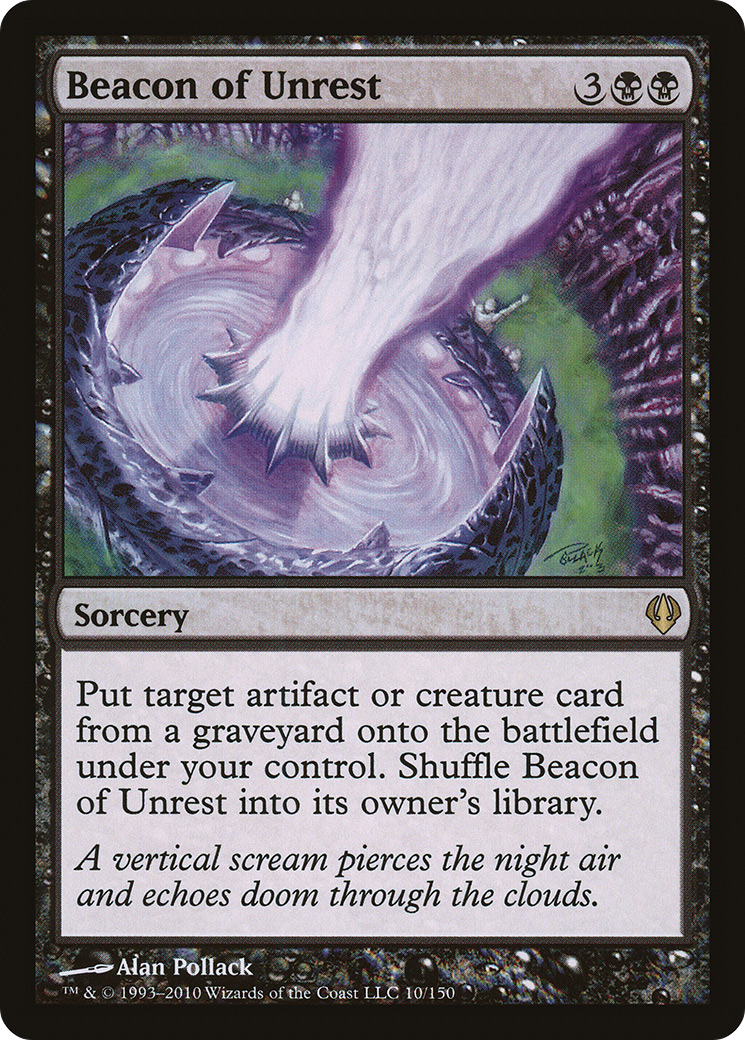 Beacon of Unrest 3
Sorcery
Put target artifact or creature card
from a graveyard onto the battlefield
under your control. Shuffle Beacon
of Unrest into its owner's library.
A vertical scream pierces the night air
and echoes doom through the clouds.
Alan Pollack
™ & © 1993–2010 Wizards of the Coast LLC 10/150